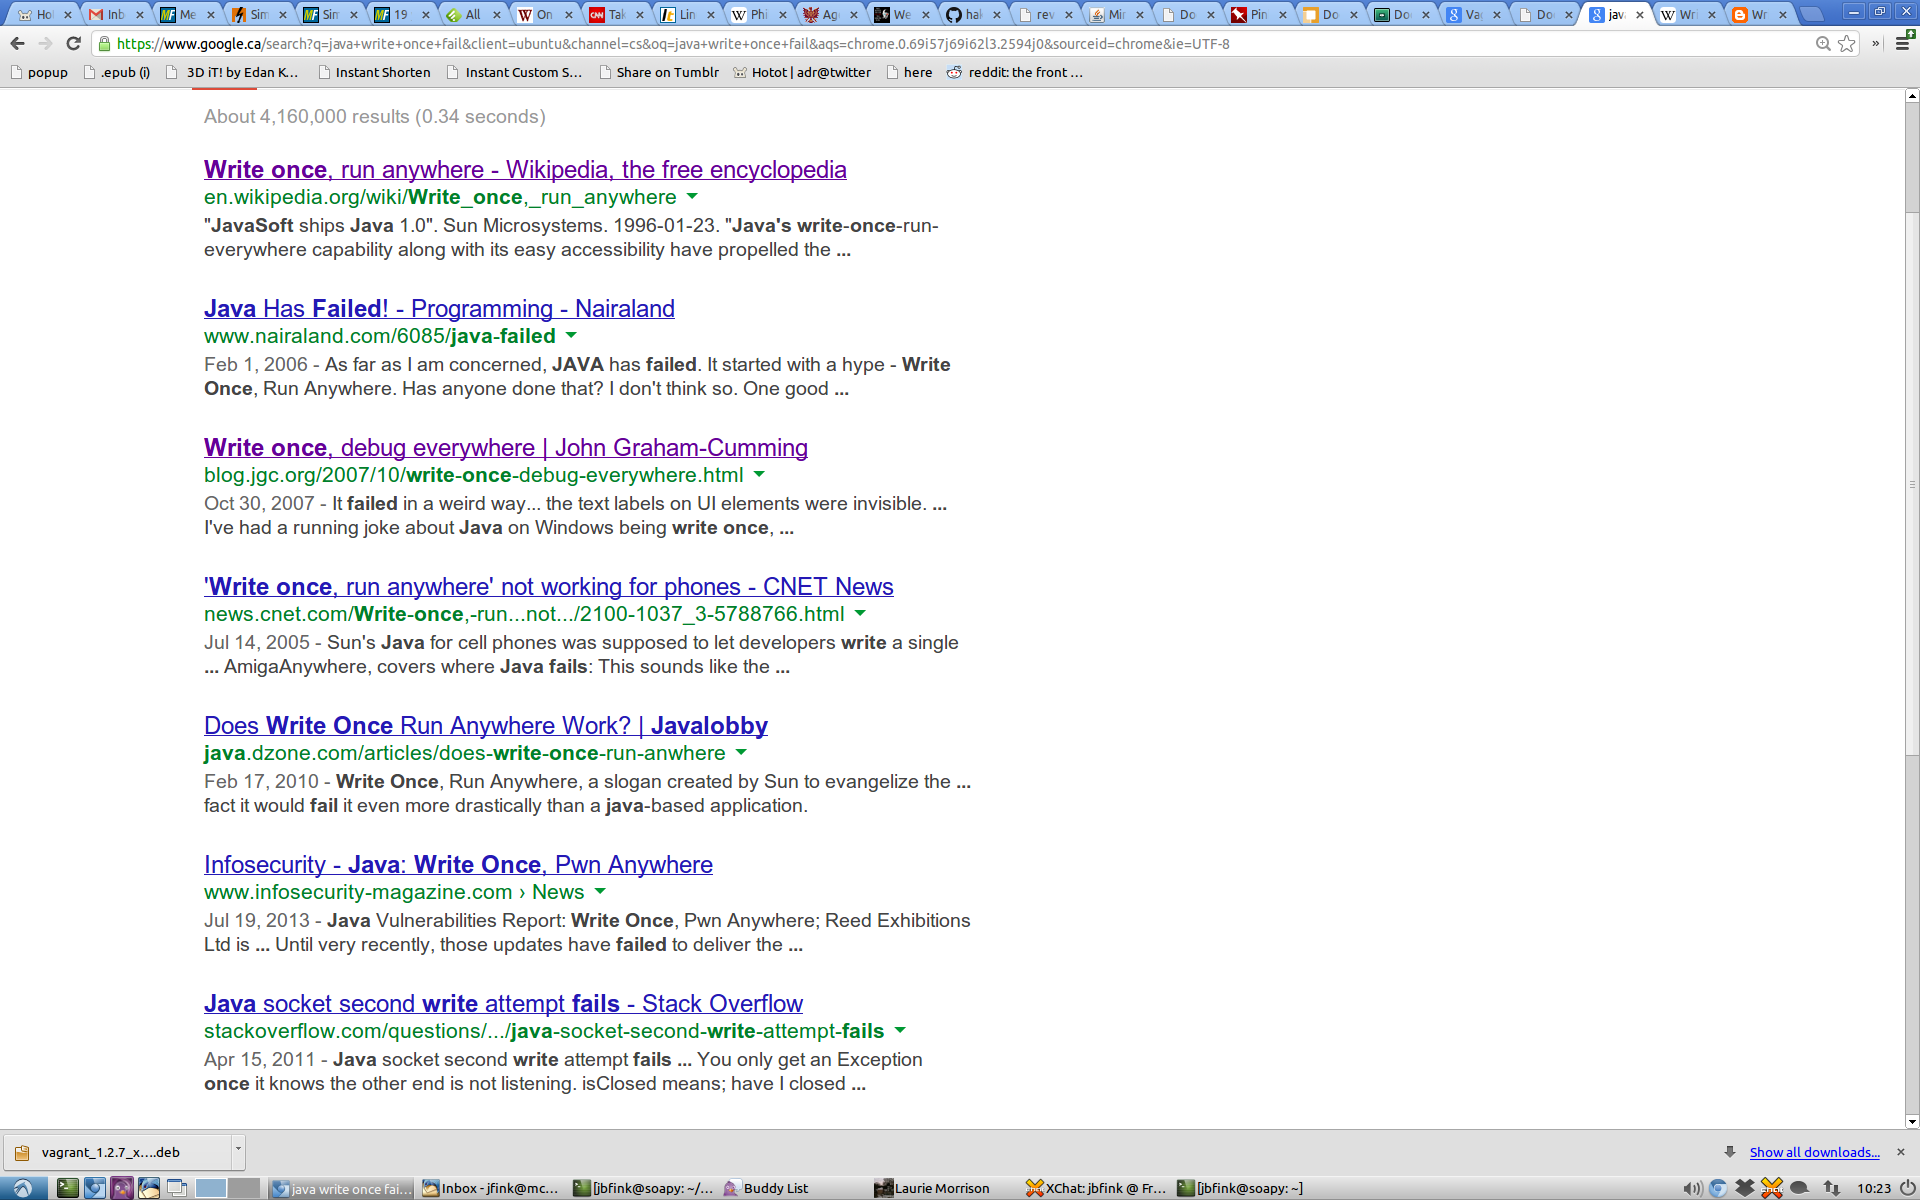 Ho Inb Me Sim Sim 19 All On Tak Lin Phi Ag We hak rev Mir Do Pin Do Do Va Do java Wri Wr
https://www.google.ca/search?q=java+write+once+fail&client=ubuntu&channel=cs&oq=java+write+once+fail&aqs=chrome.0.69i57j69i62l3.2594j0&sourceid=chrome&ie=UTF-8
popup .epub (i) 3D iT! by Edan K... Instant Shorten Instant Custom S... Share on Tumblr Hotot | adr@twitter here reddit: the front ...
About 4,160,000 results (0.34 seconds)
Write once, run anywhere - Wikipedia, the free encyclopedia
en.wikipedia.org/wiki/Write_once,_run_anywhere
"JavaSoft ships Java 1.0". Sun Microsystems. 1996-01-23. "Java's write-once-run-
everywhere capability along with its easy accessibility have propelled the ...
Java Has Failed! - Programming - Nairaland
www.nairaland.com/6085/java-failed
Feb 1, 2006 - As far as I am concerned, JAVA has failed. It started with a hype - Write
Once, Run Anywhere. Has anyone done that? I don't think so. One good ...
Write once, debug everywhere | John Graham-Cumming
blog.jgc.org/2007/10/write-once-debug-everywhere.html
Oct 30, 2007 - It failed in a weird way... the text labels on UI elements were invisible. ...
I've had a running joke about Java on Windows being write once, ...
'Write once, run anywhere' not working for phones - CNET News
news.cnet.com/Write-once,-run...not.../2100-1037_3-5788766.html
Jul 14, 2005 - Sun's Java for cell phones was supposed to let developers write a single
... AmigaAnywhere, covers where Java fails: This sounds like the ...
Does Write Once Run Anywhere Work? | Javalobby
java.dzone.com/articles/does-write-once-run-anwhere
Feb 17, 2010 - Write Once, Run Anywhere, a slogan created by Sun to evangelize the ...
fact it would fail it even more drastically than a java-based application.
Infosecurity - Java: Write Once, Pwn Anywhere
www.infosecurity-magazine.com › News
Jul 19, 2013 - Java Vulnerabilities Report: Write Once, Pwn Anywhere; Reed Exhibitions
Ltd is ... Until very recently, those updates have failed to deliver the ...
Java socket second write attempt fails - Stack Overflow
stackoverflow.com/questions/.../java-socket-second-write-attempt-fails
Apr 15, 2011 - Java socket second write attempt fails ... You only get an Exception
once it knows the other end is not listening. isClosed means; have I closed ...
vagrant_1.2.7_x....deb Show all downloads...
java write once fai... Inbox - jfink@mc... [jbfink@soapy: ~/... Buddy List Laurie Morrison XChat: jbfink @ Fr... [jbfink@soapy: ~] 10:23